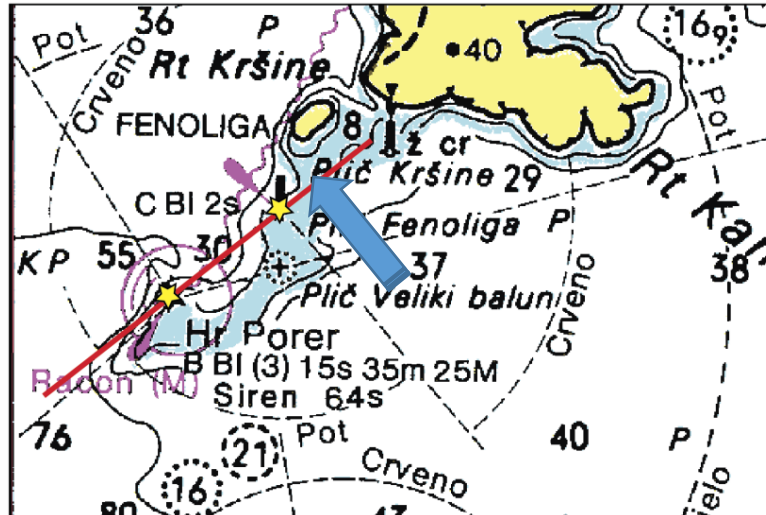 36
P
16₉
Pot
Rt Kršine
40
Crveno
Pot
FENOLIGA
8
ž cr
Plič Kršine 29
Rt Ka
C Bl 2s
Plič Fenoliga P
K P
55
30
37
38
Plič Veliki balun
Crveno
Hr Porer
B Bl (3) 15s 35m 25M
Racon (M)
Siren 64s
76
Pot
21
40
P
Crveno
16